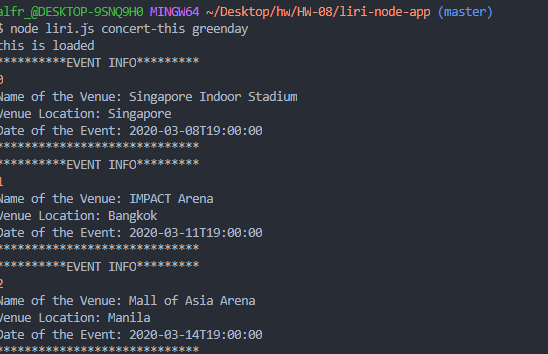 alfr_@DESKTOP-9SNQ9H0 MINGW64 ~/Desktop/hw/HW-08/liri-node-app (master)
$ node liri.js concert-this greenday
this is loaded
**********EVENT INFO*********
0
Name of the Venue: Singapore Indoor Stadium
Venue Location: Singapore
Date of the Event: 2020-03-08T19:00:00
*****************************
**********EVENT INFO*********
1
Name of the Venue: IMPACT Arena
Venue Location: Bangkok
Date of the Event: 2020-03-11T19:00:00
*****************************
**********EVENT INFO*********
2
Name of the Venue: Mall of Asia Arena
Venue Location: Manila
Date of the Event: 2020-03-14T19:00:00
*****************************